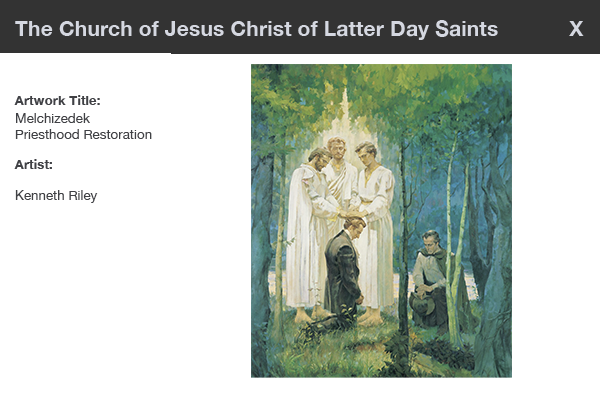 The Church of Jesus Christ of Latter Day Saints X
Artwork Title:
Melchizedek
Priesthood Restoration
Artist:
Kenneth Riley